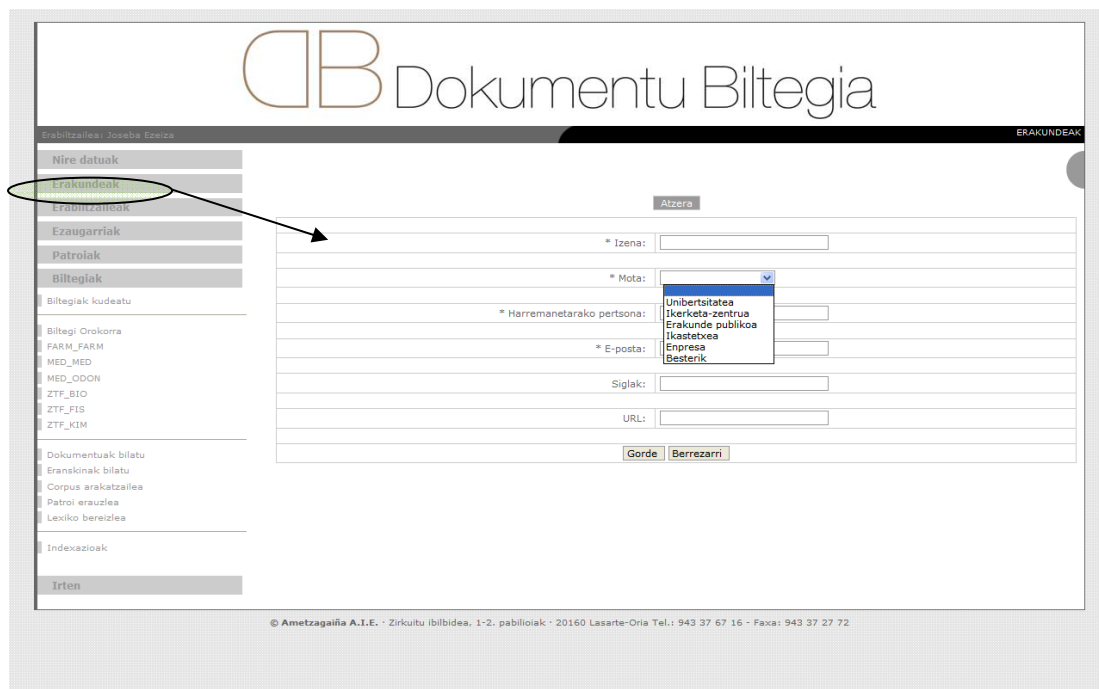 DB Dokumentu Biltegia
Erabiltzailea: Joseba Ezeiza
ERAKUNDEAK
Nire datuak
Erakundeak
Erabiltzaileak
Ezaugarriak
Patroiak
Biltegiak
Biltegiak kudeatu
Biltegi Orokorra
FARM_FARM
MED_MED
MED_ODON
ZTF_BIO
ZTF_FIS
ZTF_KIM
Dokumentuak bilatu
Eranskinak bilatu
Corpus arakatzailea
Patroi erauzlea
Lexiko bereizlea
Indexazioak
Irten
Atzera
* Izena:
* Mota:
Unibertsitatea
Ikerketa-zentrua
Erakunde publikoa
Ikastetxea
Enpresa
Besterik
* Harremanetarako pertsona:
* E-posta:
Siglak:
URL:
Gorde Berrezarri
© Ametzagaiña A.I.E. · Zirkuitu ibilbidea, 1-2. pabilioiak · 20160 Lasarte-Oria Tel.: 943 37 67 16 - Faxa: 943 37 27 72